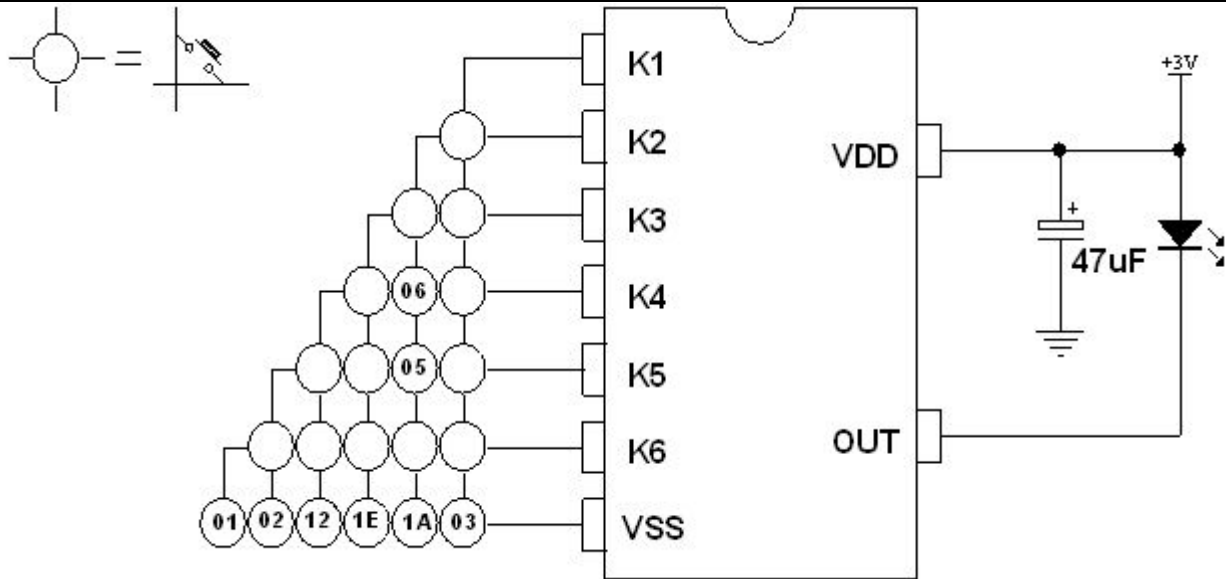 K1
+3V
K2
VDD
K3
+
47uF
06
K4
05
K5
OUT
K6
01 02 12 1E 1A 03
VSS